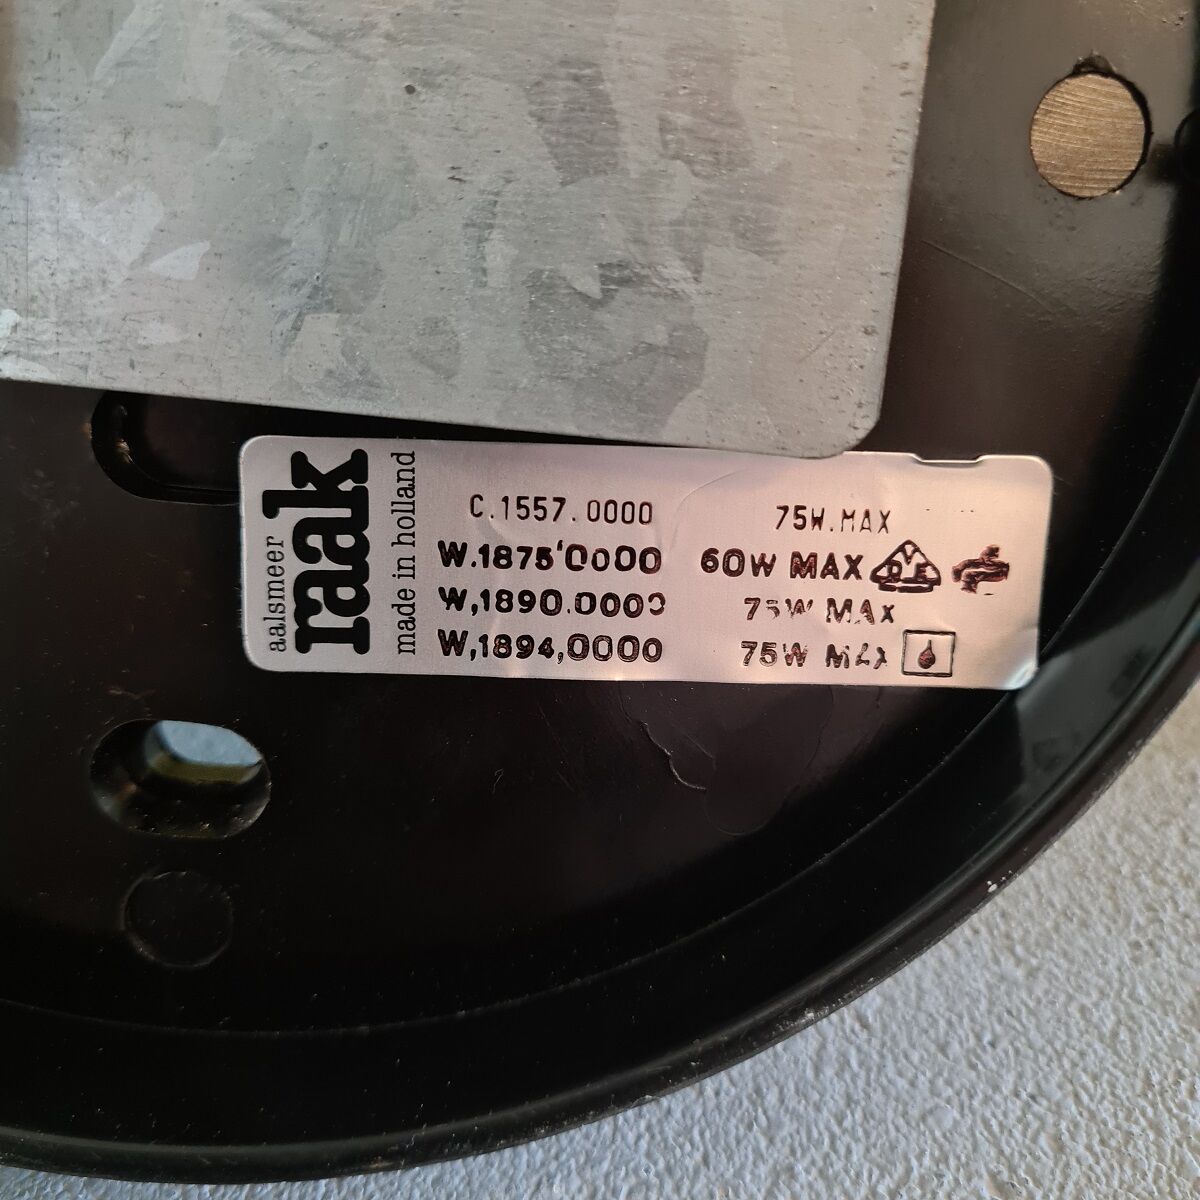 aalsmeer
raak
made in holland
C.1557.0000 75W.MAX
W.1875'0000 60W MAX VDE
W,1890.0000 75W MAX
W,1894,0000 75W MAX